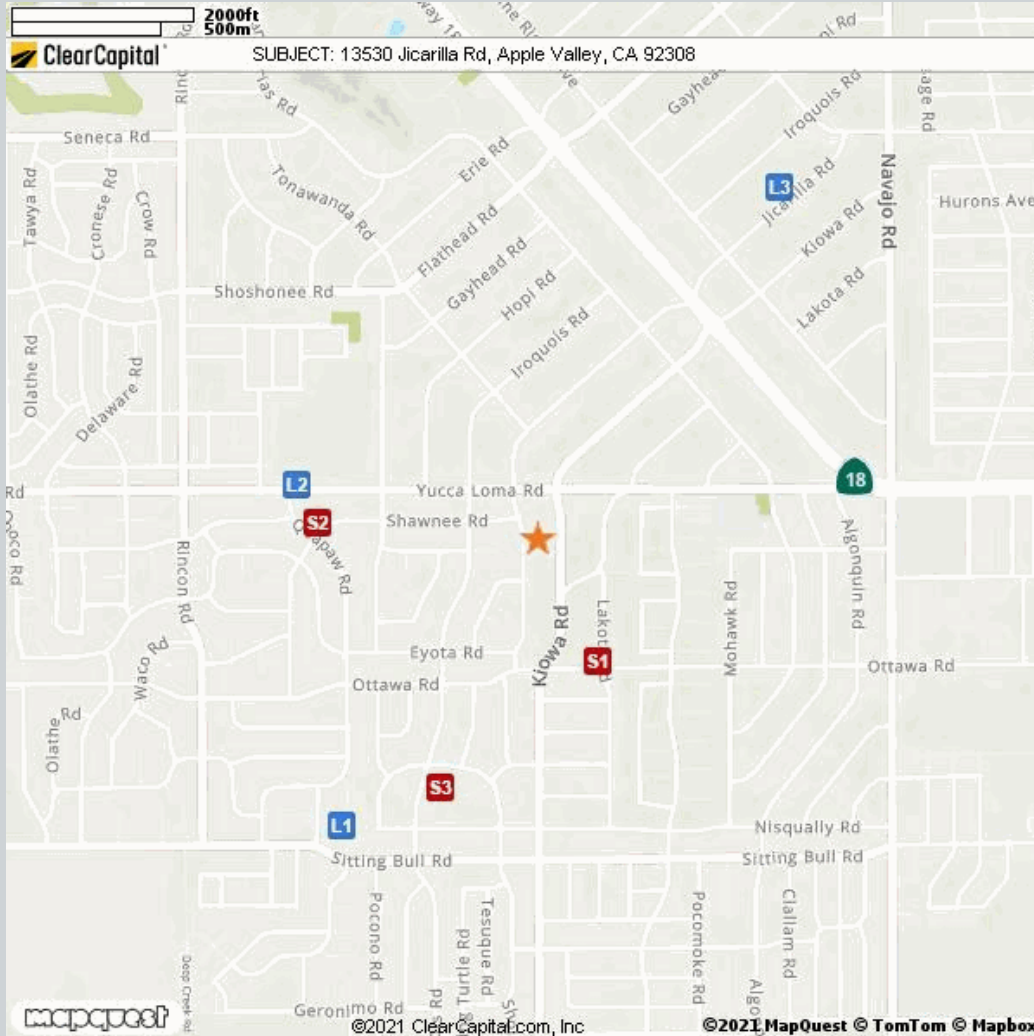 2000ft
500m
ClearCapital
SUBJECT: 13530 Jicarilla Rd, Apple Valley, CA 92308
Seneca Rd
Erie Rd
Gayhea
Iroquois Rd
age Rd
Tawya Rd
Cronese Rd
Crow Rd
Tonawanda Rd
Flathead Rd
L3
Jicarilla Rd
Navajo Rd
Hurons Ave
Kiowa Rd
Gayhead Rd
Shoshonee Rd
Hopi Rd
Lakota Rd
Iroquois Rd
Olathe Rd
Delaware Rd
L2
Rd
Yucca Loma Rd
18
S2
Shawnee Rd
Rincon Rd
Algonquin Rd
Mohawk Rd
Waco Rd
Eyota Rd
Kiowa Rd
S1
Ottawa Rd
Ottawa Rd
Olathe Rd
S3
L1
Nisqually Rd
Sitting Bull Rd
Sitting Bull Rd
Pocono Rd
Tesuque Rd
Turtle Rd
Pocomoke Rd
Clallam Rd
Deep Creek Rd
Rd
Geronimo Rd
mapquest
©2021 ClearCapital.com, Inc
©2021 MapQuest © TomTom © Mapbox